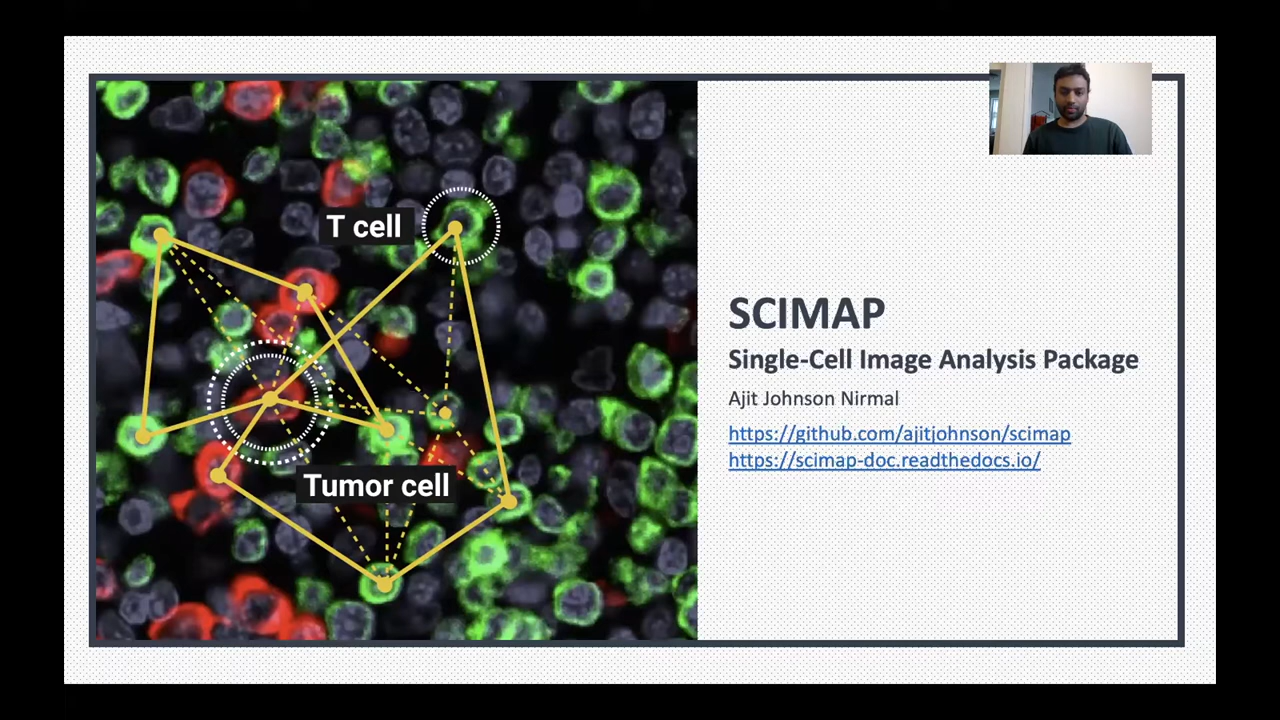 T cell
Tumor cell
SCIMAP
Single-Cell Image Analysis Package
Ajit Johnson Nirmal
https://github.com/ajitjohnson/scimap
https://scimap-doc.readthedocs.io/